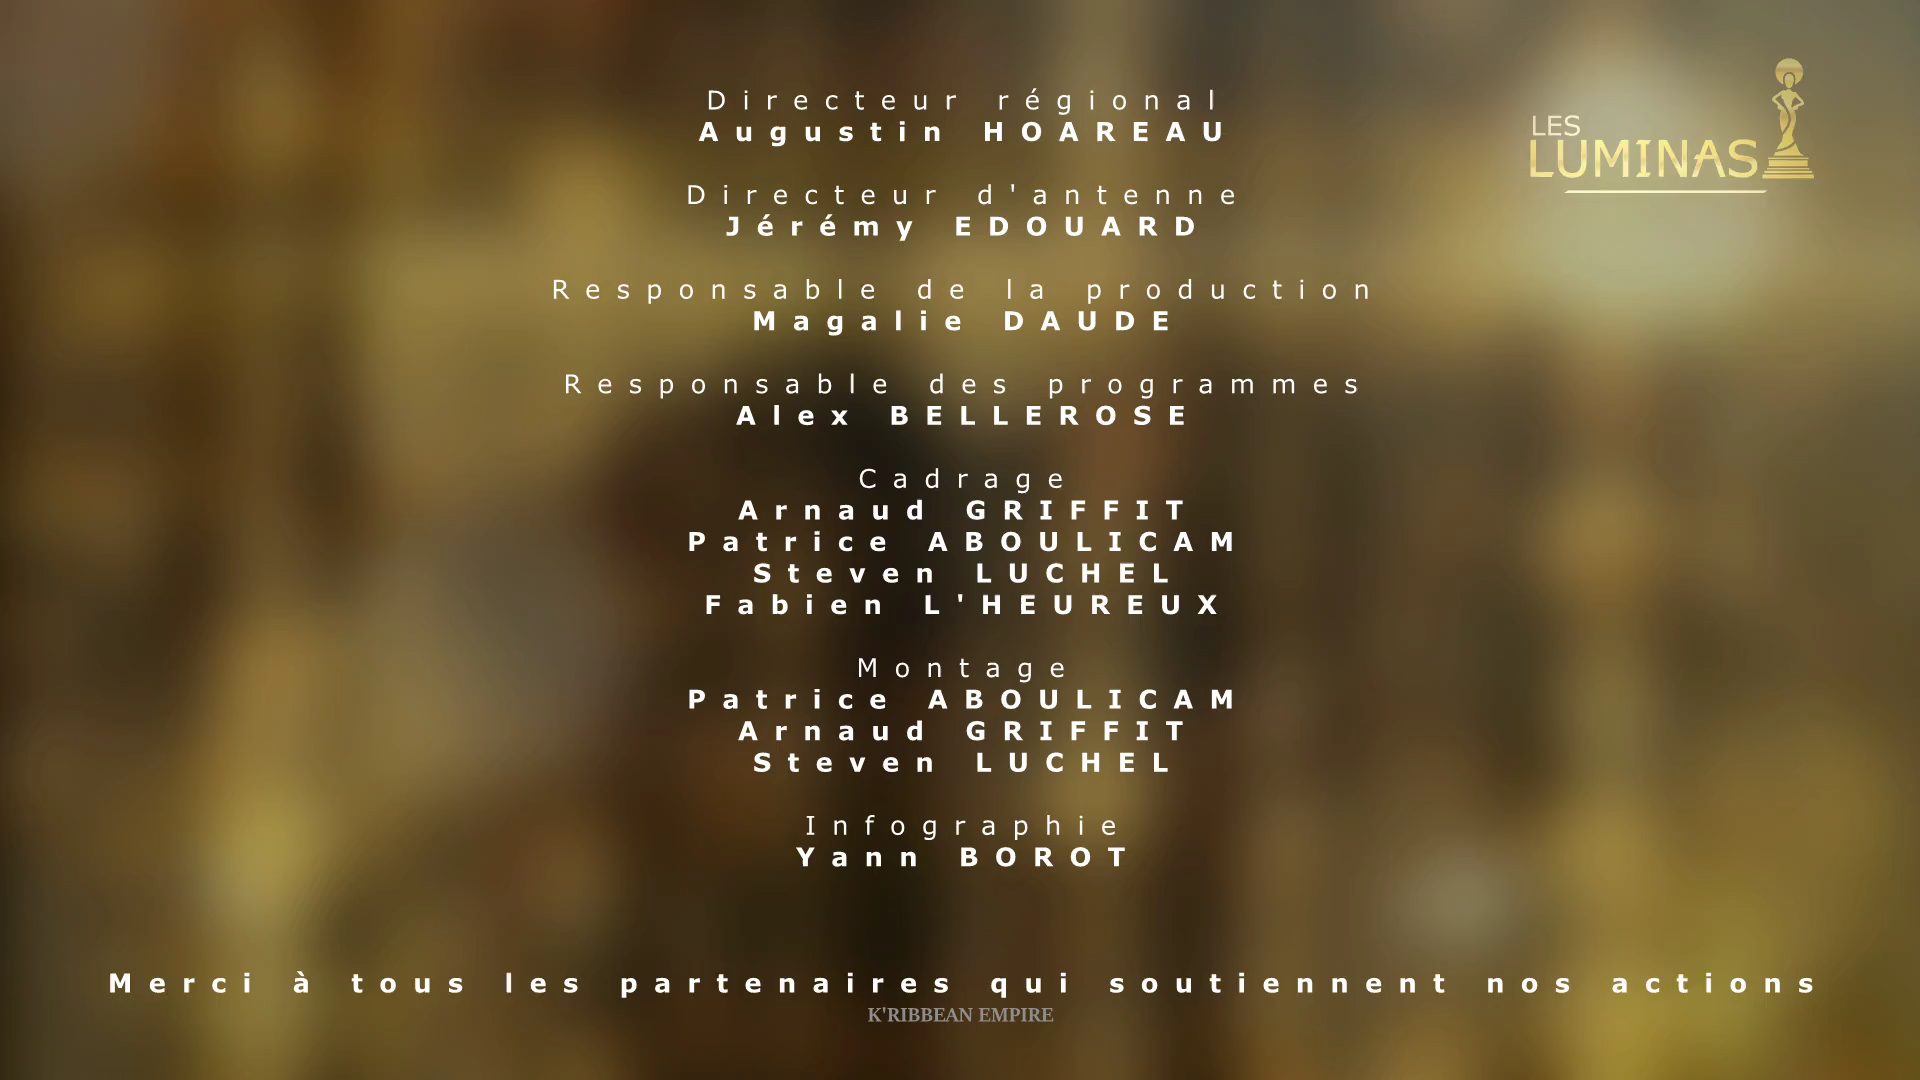 Directeur régional
Augustin HOAREAU
Directeur d'antenne
Jérémy EDOUARD
Responsable de la production
Magalie DAUDE
Responsable des programmes
Alex BELLEROSE
Cadrage
Arnaud GRIFFIT
Patrice ABOULICAM
Steven LUCHEL
Fabien L'HEUREUX
Montage
Patrice ABOULICAM
Arnaud GRIFFIT
Steven LUCHEL
Infographie
Yann BOROT
Merci à tous les partenaires qui soutiennent nos actions
K'RIBBEAN EMPIRE
LES
LUMINAS